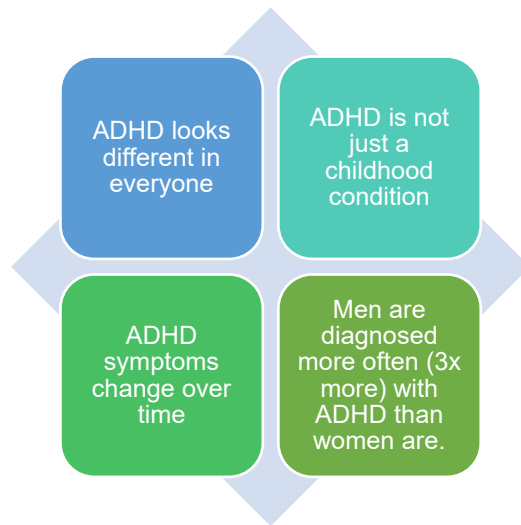 ADHD looks
different in
everyone
ADHD is not
just a
childhood
condition
ADHD
symptoms
change over
time
Men are
diagnosed
more often (3x
more) with
ADHD than
women are.